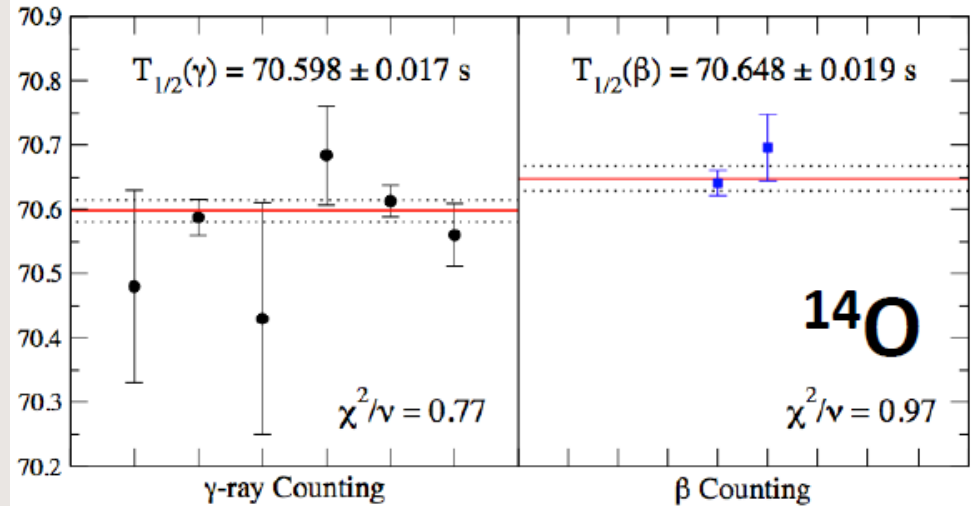 70.9
70.8
70.7
70.6
70.5
70.4
70.3
70.2
T1/2(γ) = 70.598 ± 0.017 s
χ²/ν = 0.77
γ-ray Counting
T1/2(β) = 70.648 ± 0.019 s
¹⁴O
χ²/ν = 0.97
β Counting